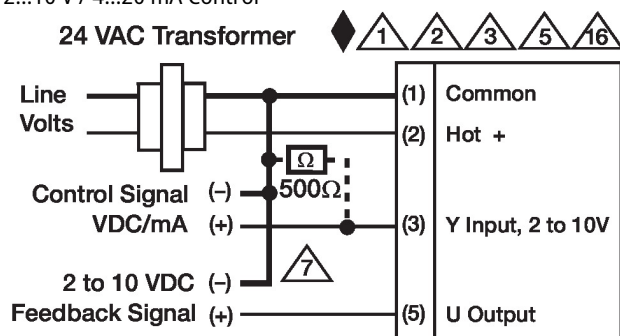 2...10 V / 4...20 mA Control
24 VAC Transformer
1 2 3 5 16
Line
Volts
(1) Common
(2) Hot +
Ω
500Ω
Control Signal (–)
VDC/mA (+)
(3) Y Input, 2 to 10V
7
2 to 10 VDC (–)
Feedback Signal (+)
(5) U Output